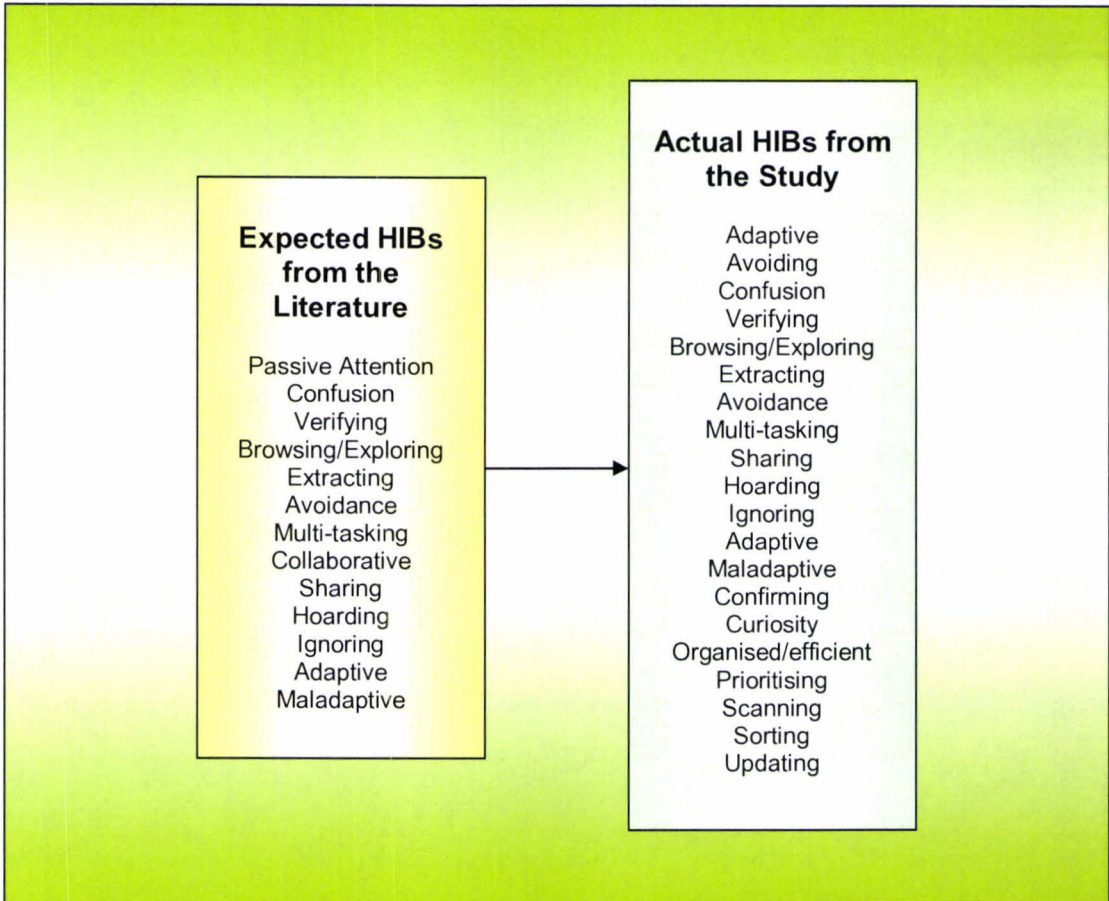 Expected HIBs
from the
Literature
Passive Attention
Confusion
Verifying
Browsing/Exploring
Extracting
Avoidance
Multi-tasking
Collaborative
Sharing
Hoarding
Ignoring
Adaptive
Maladaptive
Actual HIBs from
the Study
Adaptive
Avoiding
Confusion
Verifying
Browsing/Exploring
Extracting
Avoidance
Multi-tasking
Sharing
Hoarding
Ignoring
Adaptive
Maladaptive
Confirming
Curiosity
Organised/efficient
Prioritising
Scanning
Sorting
Updating